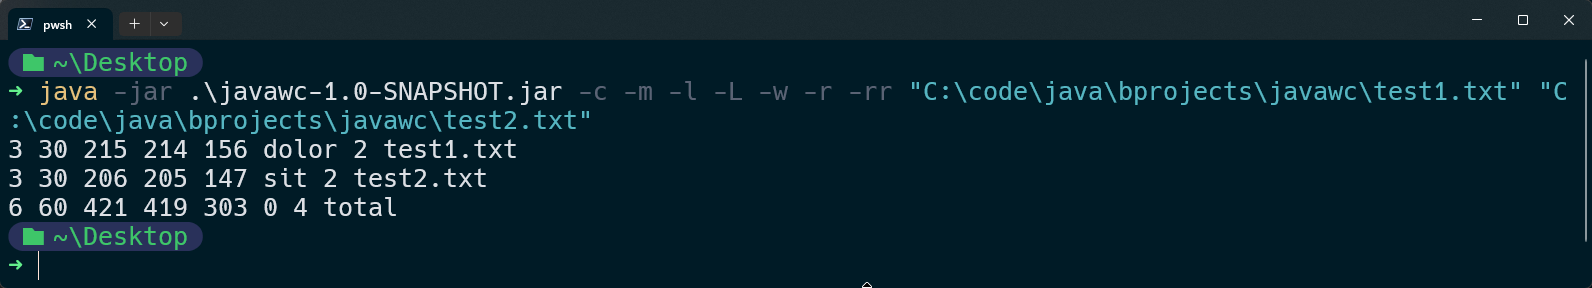 pwsh
~\Desktop
➜ java -jar .\javawc-1.0-SNAPSHOT.jar -c -m -l -L -w -r -rr "C:\code\java\bprojects\javawc\test1.txt" "C
:\code\java\bprojects\javawc\test2.txt"
3 30 215 214 156 dolor 2 test1.txt
3 30 206 205 147 sit 2 test2.txt
6 60 421 419 303 0 4 total
~\Desktop
➜